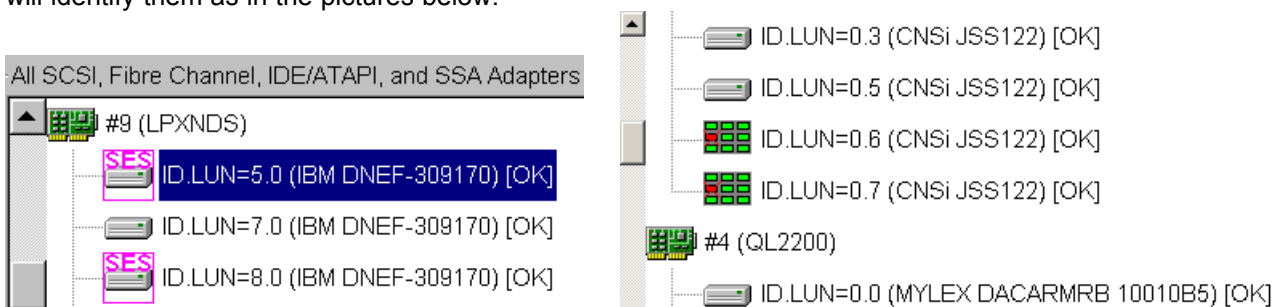 will identify them as in the pictures below.
All SCSI, Fibre Channel, IDE/ATAPI, and SSA Adapters
#9 (LPXNDS)
SES ID.LUN=5.0 (IBM DNEF-309170) [OK]
ID.LUN=7.0 (IBM DNEF-309170) [OK]
SES ID.LUN=8.0 (IBM DNEF-309170) [OK]
ID.LUN=0.3 (CNSi JSS122) [OK]
ID.LUN=0.5 (CNSi JSS122) [OK]
ID.LUN=0.6 (CNSi JSS122) [OK]
ID.LUN=0.7 (CNSi JSS122) [OK]
#4 (QL2200)
ID.LUN=0.0 (MYLEX DACARMRB 10010B5) [OK]